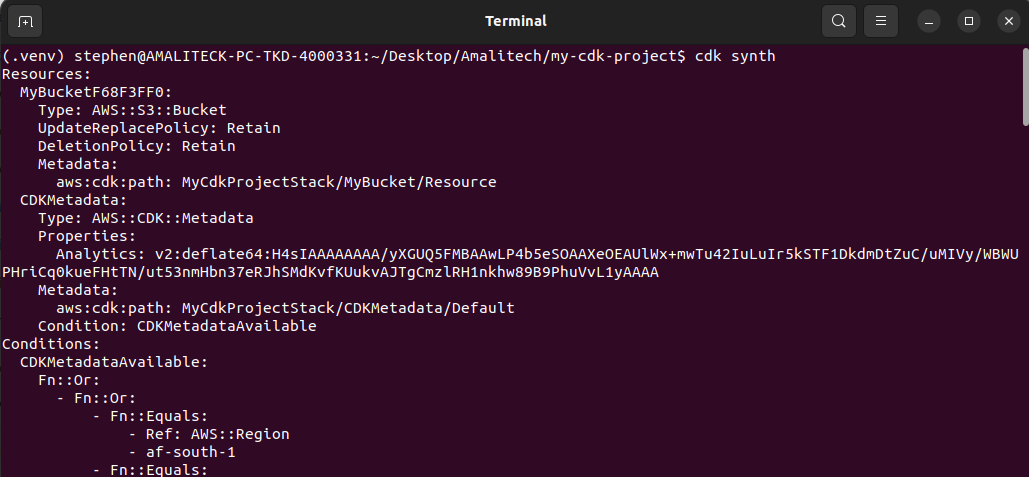 Terminal
(.venv) stephen@AMALITECK-PC-TKD-4000331:~/Desktop/Amalitech/my-cdk-project$ cdk synth
Resources:
  MyBucketF68F3FF0:
    Type: AWS::S3::Bucket
    UpdateReplacePolicy: Retain
    DeletionPolicy: Retain
    Metadata:
      aws:cdk:path: MyCdkProjectStack/MyBucket/Resource
  CDKMetadata:
    Type: AWS::CDK::Metadata
    Properties:
      Analytics: v2:deflate64:H4sIAAAAAAAA/yXGUQ5FMBAAwLP4b5eSOAAXeOEAUlWx+mwTu42IuLuIr5kSTF1DkdmDtZuC/uMIVy/WBWU
PHriCq0kueFHtTN/ut53nmHbn37eRJhSMdKvfKUukvAJTgCmzlRH1nkhw89B9PhuVvL1yAAAA
    Metadata:
      aws:cdk:path: MyCdkProjectStack/CDKMetadata/Default
    Condition: CDKMetadataAvailable
Conditions:
  CDKMetadataAvailable:
    Fn::Or:
      - Fn::Or:
          - Fn::Equals:
              - Ref: AWS::Region
              - af-south-1
          - Fn::Equals: